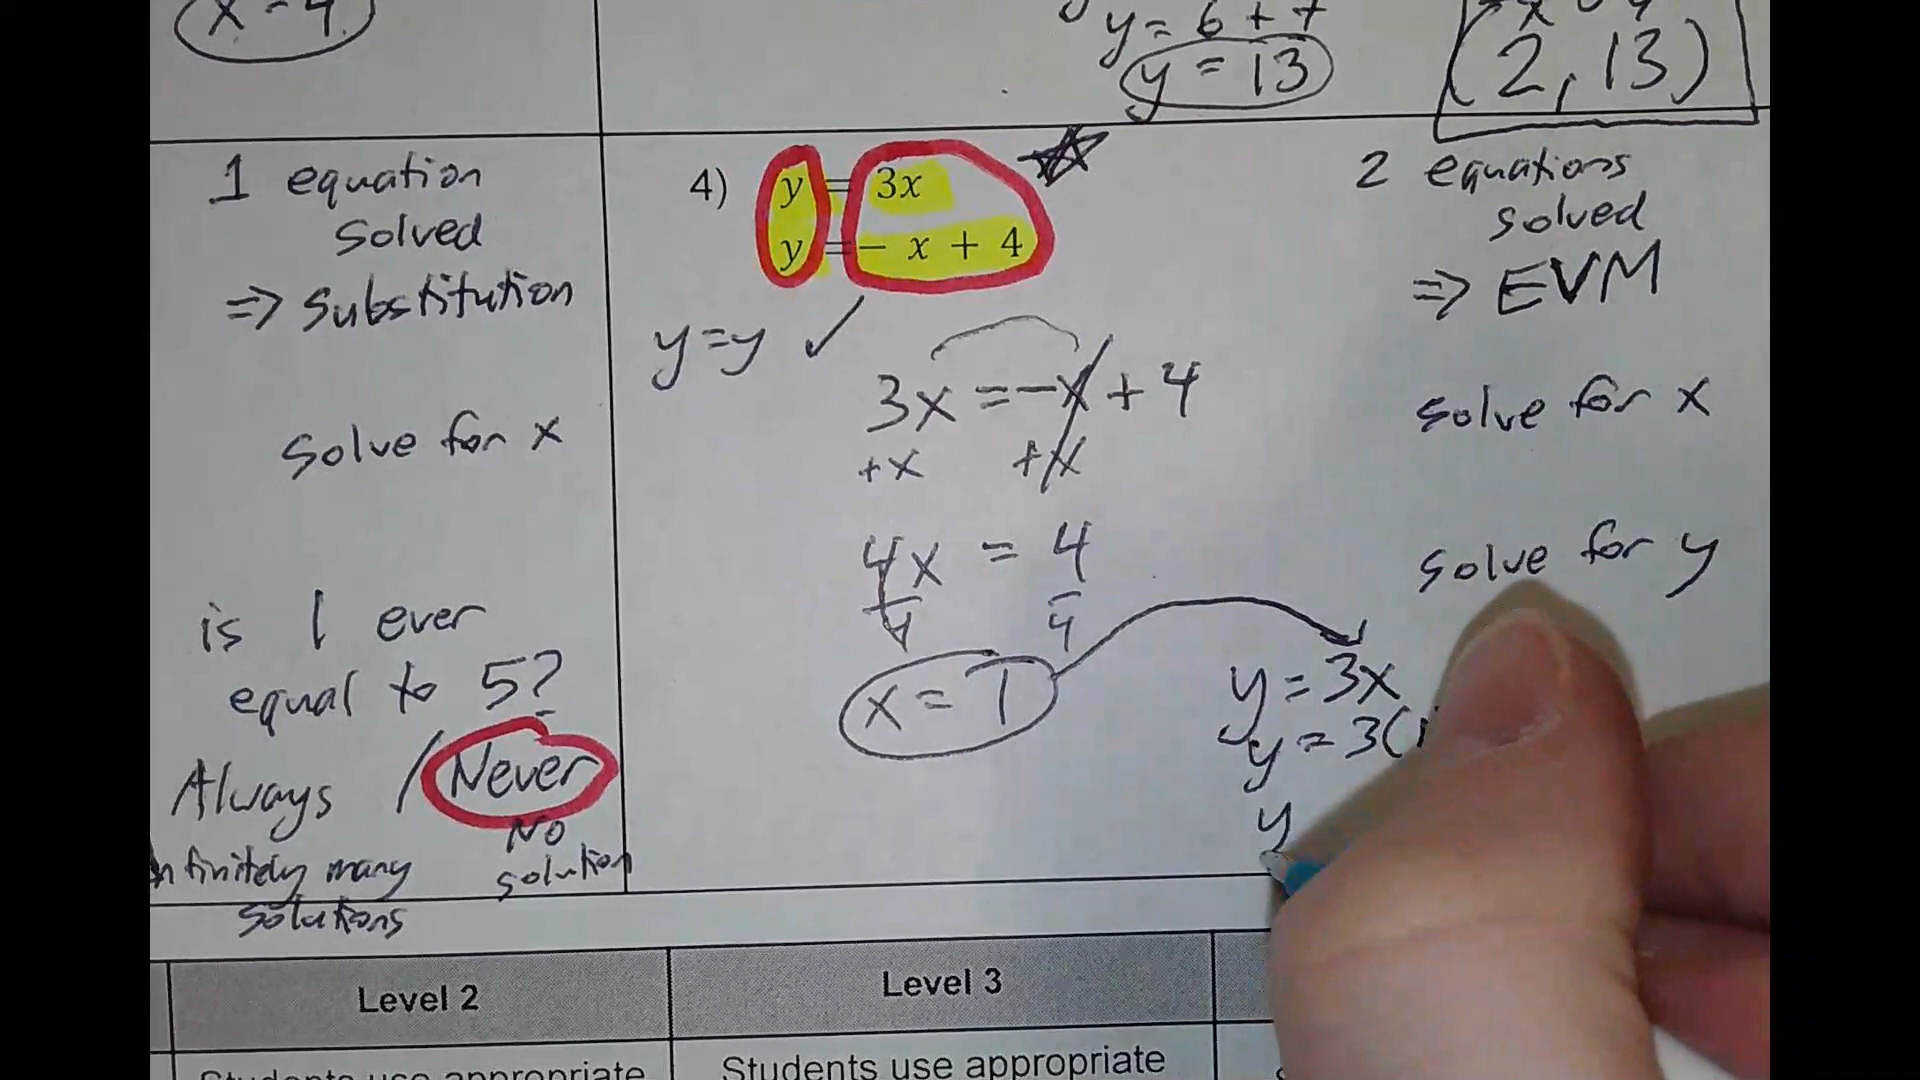 x = 4
y = 6 + 7
y = 13
(2, 13)
1 equation
solved
=> substitution
solve for x
is 1 ever
equal to 5?
Always / Never
No
solution
nfinitely many
solutions
4) y = 3x
y = - x + 4
y=y ✓
3x = -x + 4
+x +x
4x = 4
4 4
x = 1
2 equations
solved
=> EVM
solve for x
solve for y
y = 3x
y = 3(1
y
Level 2
Level 3
Students use appropriate
Students use appropriate